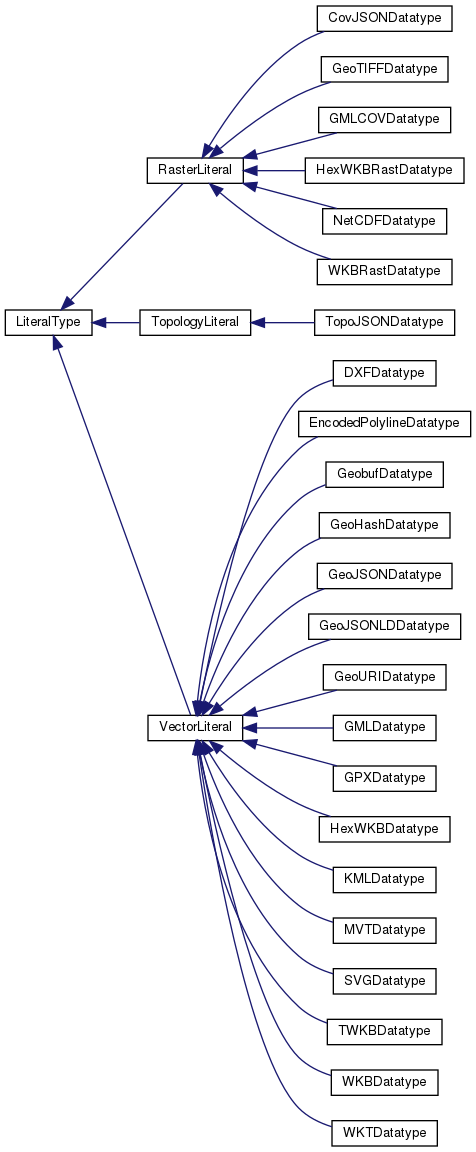 CovJSONDatatype
GeoTIFFDatatype
GMLCOVDatatype
RasterLiteral
HexWKBRastDatatype
NetCDFDatatype
WKBRastDatatype
LiteralType
TopologyLiteral
TopoJSONDatatype
DXFDatatype
EncodedPolylineDatatype
GeobufDatatype
GeoHashDatatype
GeoJSONDatatype
GeoJSONLDDatatype
GeoURIDatatype
VectorLiteral
GMLDatatype
GPXDatatype
HexWKBDatatype
KMLDatatype
MVTDatatype
SVGDatatype
TWKBDatatype
WKBDatatype
WKTDatatype